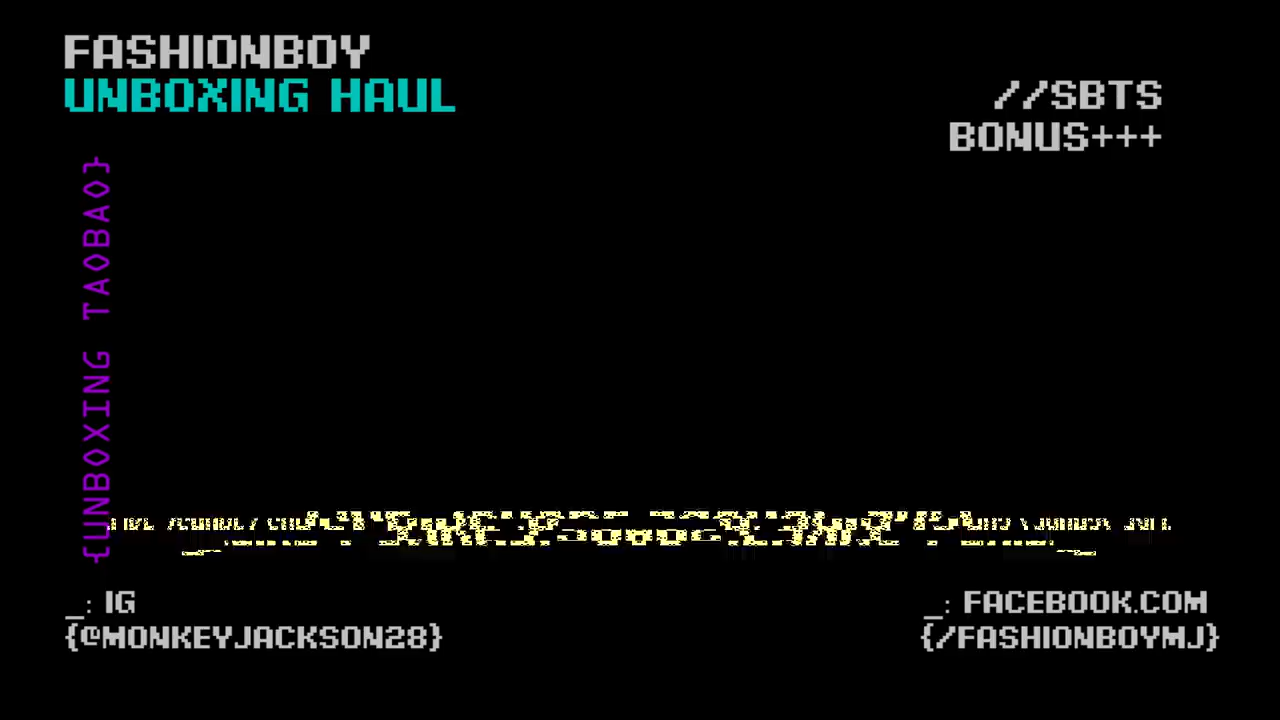 FASHIONBOY
UNBOXING HAUL
//SBTS
BONUS+++
{UNBOXING TAOBAO}
_: IG
{@MONKEYJACKSON28}
_: FACEBOOK.COM
{/FASHIONBOYMJ}